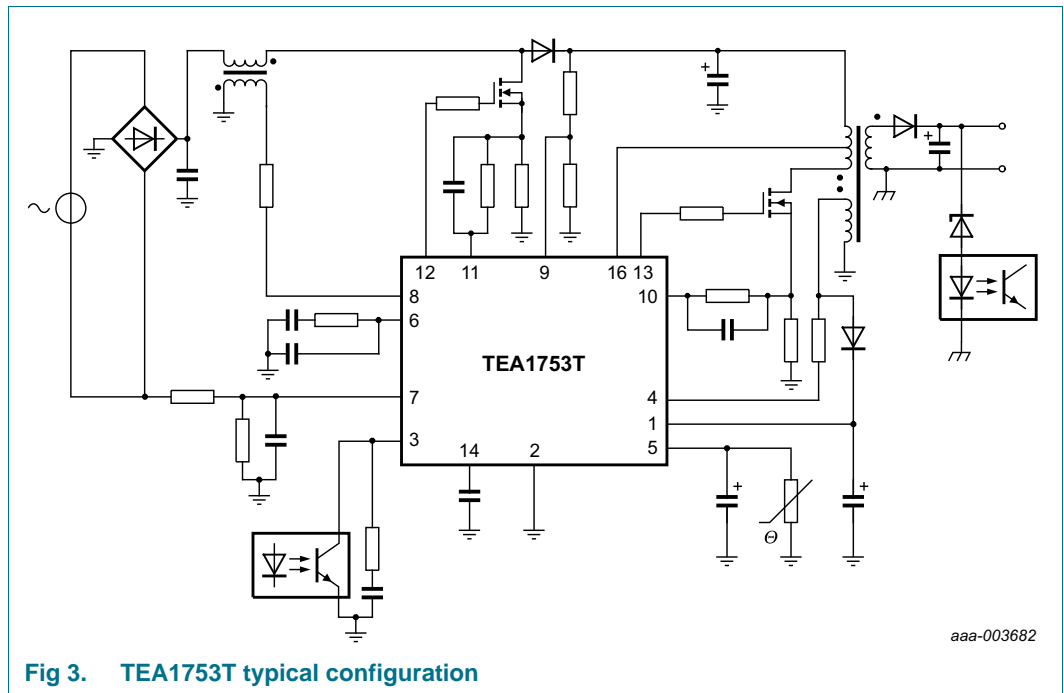 12 11 9 16 13
8 10
6
TEA1753T
7 4
1
3 14 2 5
+
+
+
+
Θ
aaa-003682
Fig 3. TEA1753T typical configuration